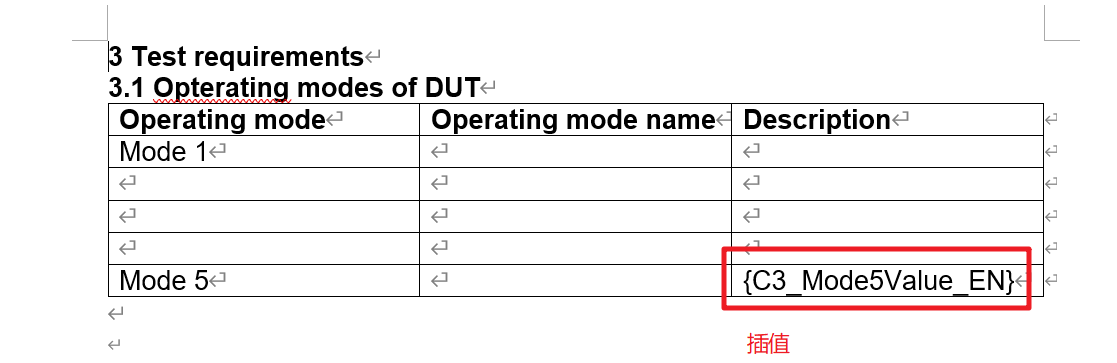 3 Test requirements
3.1 Opterating modes of DUT
Operating mode Operating mode name Description
Mode 1
Mode 5 {C3_Mode5Value_EN}
插值